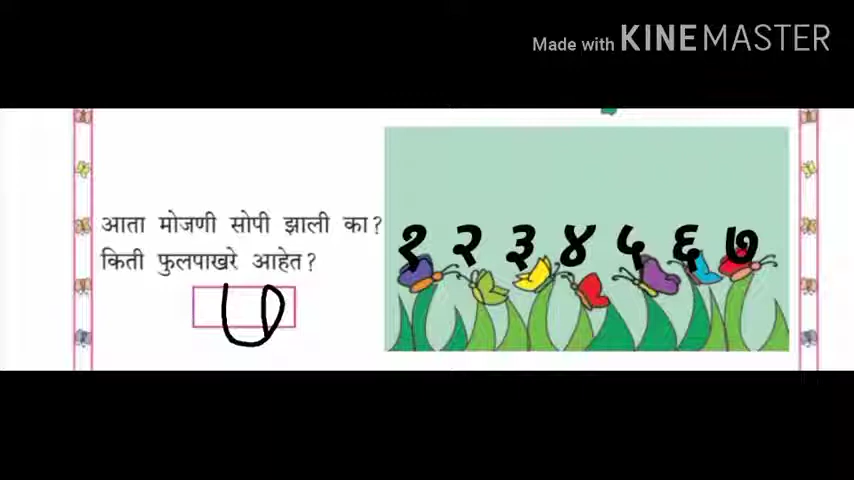 Made with KINEMASTER
आता मोजणी सोपी झाली का?
किती फुलपाखरे आहेत?
७
१ २ ३ ४ ५ ६ ७